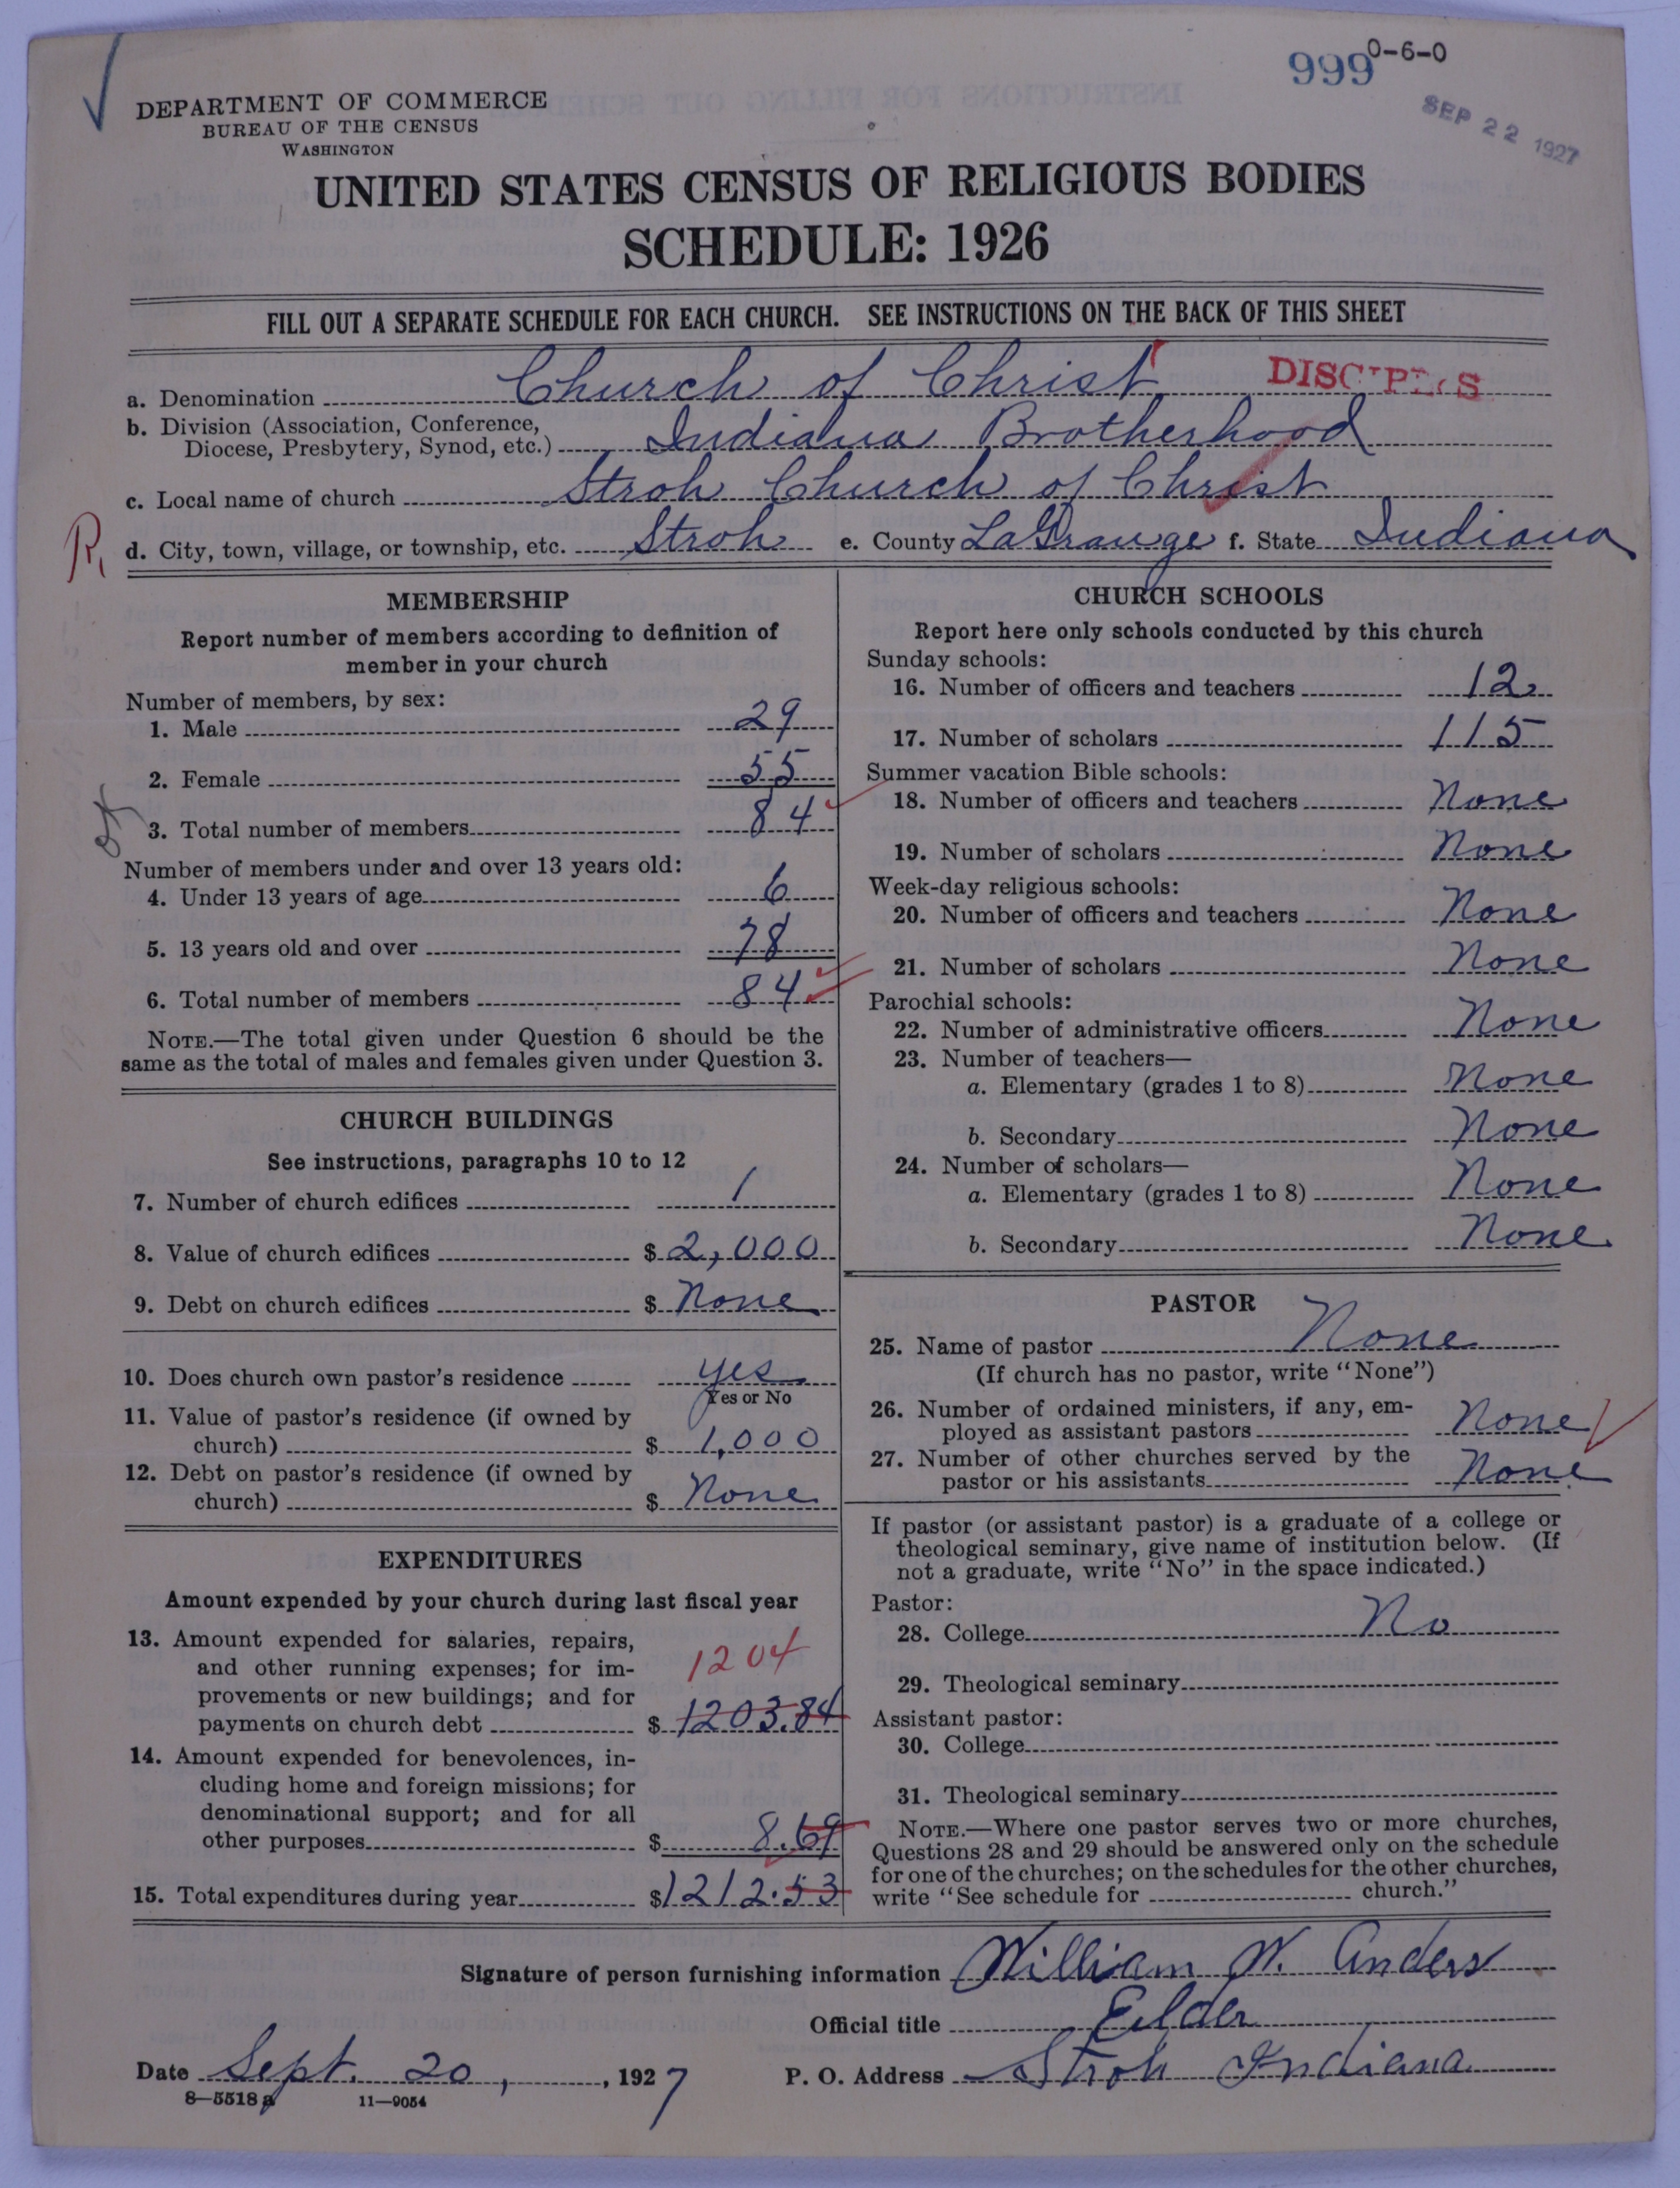 999 0-6-0
SEP 22 1927
DEPARTMENT OF COMMERCE
BUREAU OF THE CENSUS
WASHINGTON
UNITED STATES CENSUS OF RELIGIOUS BODIES
SCHEDULE: 1926
FILL OUT A SEPARATE SCHEDULE FOR EACH CHURCH. SEE INSTRUCTIONS ON THE BACK OF THIS SHEET
a. Denomination Church of Christ
b. Division (Association, Conference,
Diocese, Presbytery, Synod, etc.) Indiana Brotherhood
c. Local name of church Stroh Church of Christ
d. City, town, village, or township, etc. Stroh e. County LaGrange f. State Indiana
MEMBERSHIP
Report number of members according to definition of
member in your church
Number of members, by sex:
1. Male 29
2. Female 55
3. Total number of members 84
Number of members under and over 13 years old:
4. Under 13 years of age 6
5. 13 years old and over 78
6. Total number of members 84
NOTE.—The total given under Question 6 should be the
same as the total of males and females given under Question 3.
CHURCH BUILDINGS
See instructions, paragraphs 10 to 12
7. Number of church edifices 1
8. Value of church edifices $ 2,000
9. Debt on church edifices $ None
10. Does church own pastor's residence yes
Yes or No
11. Value of pastor's residence (if owned by
church) $ 1,000
12. Debt on pastor's residence (if owned by
church) $ None
EXPENDITURES
Amount expended by your church during last fiscal year
13. Amount expended for salaries, repairs,
and other running expenses; for im-
provements or new buildings; and for
payments on church debt $ 1203.84
1204
14. Amount expended for benevolences, in-
cluding home and foreign missions; for
denominational support; and for all
other purposes $ 8.69
15. Total expenditures during year $1212.53
CHURCH SCHOOLS
Report here only schools conducted by this church
Sunday schools:
16. Number of officers and teachers 12
17. Number of scholars 115
Summer vacation Bible schools:
18. Number of officers and teachers None
19. Number of scholars None
Week-day religious schools:
20. Number of officers and teachers None
21. Number of scholars None
Parochial schools:
22. Number of administrative officers None
23. Number of teachers—
a. Elementary (grades 1 to 8) None
b. Secondary None
24. Number of scholars—
a. Elementary (grades 1 to 8) None
b. Secondary None
PASTOR
25. Name of pastor None
(If church has no pastor, write "None")
26. Number of ordained ministers, if any, em-
ployed as assistant pastors None
27. Number of other churches served by the
pastor or his assistants None
If pastor (or assistant pastor) is a graduate of a college or
theological seminary, give name of institution below. (If
not a graduate, write "No" in the space indicated.)
Pastor:
28. College No
29. Theological seminary
Assistant pastor:
30. College
31. Theological seminary
NOTE.—Where one pastor serves two or more churches,
Questions 28 and 29 should be answered only on the schedule
for one of the churches; on the schedules for the other churches,
write "See schedule for church."
Signature of person furnishing information William W. Anders
Official title Eilder
Date Sept. 20, , 1927 P. O. Address Stroh Indiana
8—5518 a 11—9054